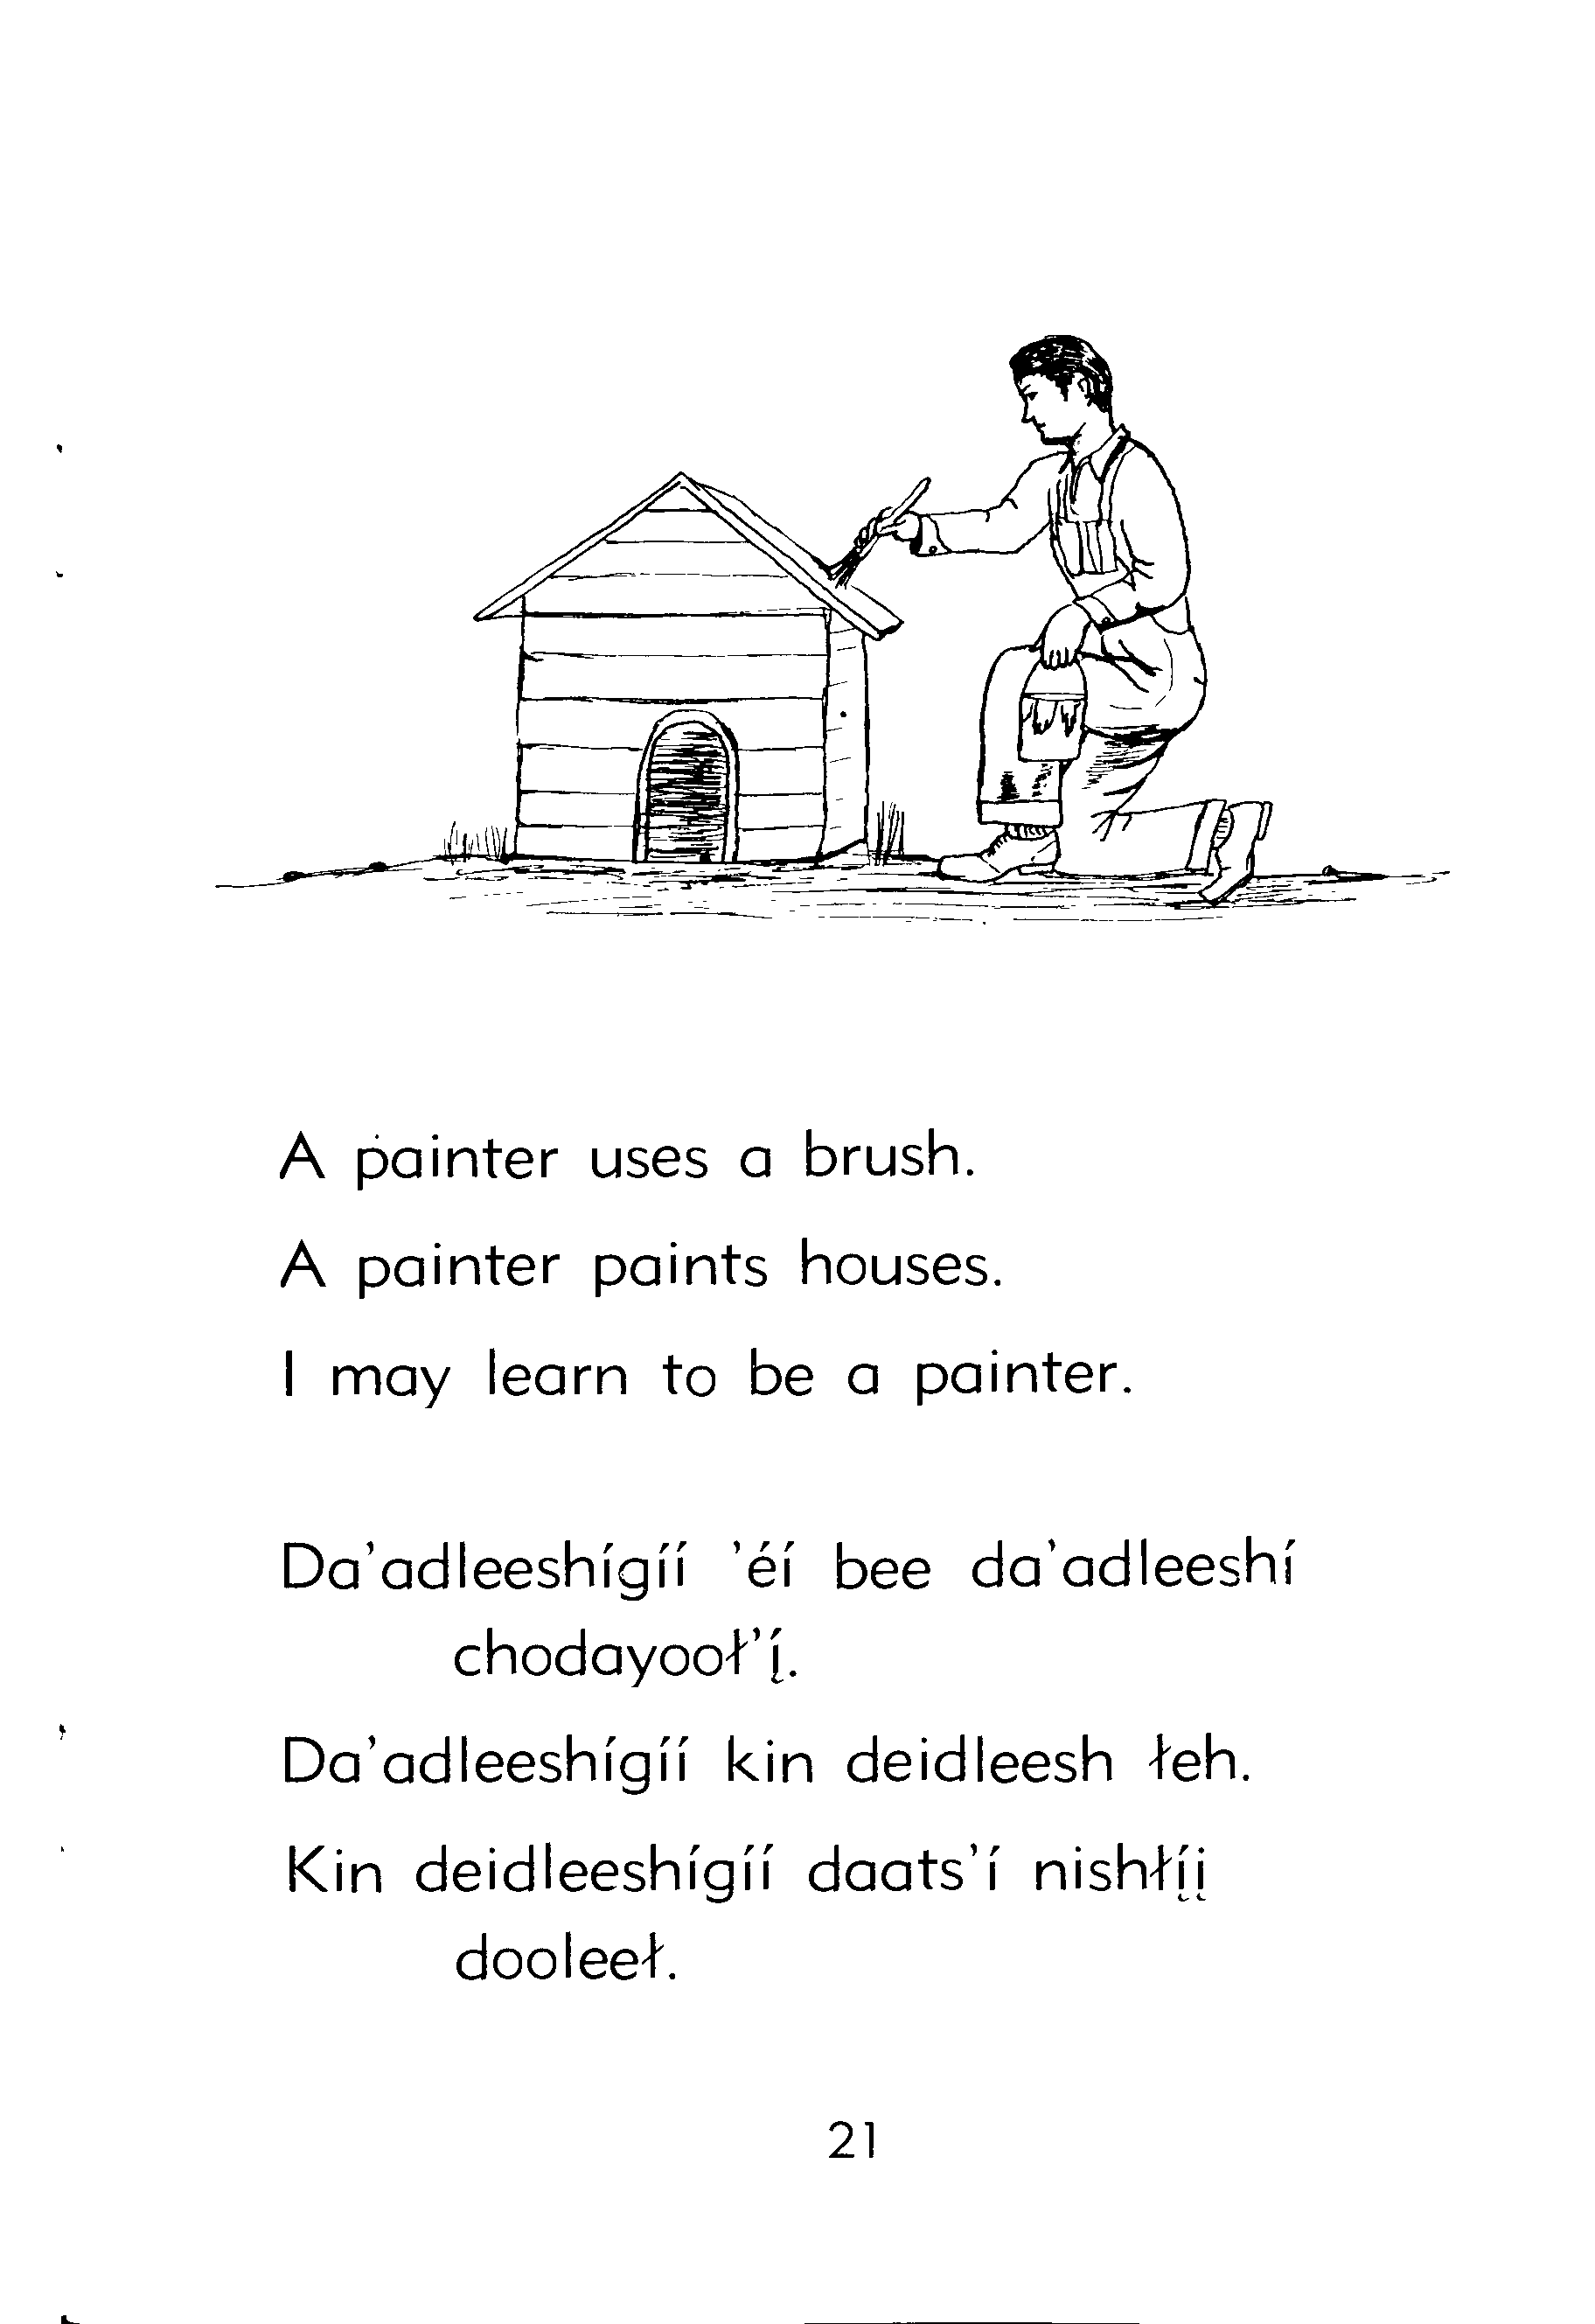 A painter uses a brush.
A painter paints houses.
I may learn to be a painter.
Da’adleeshígíí ’éí bee da’adleeshí
chodayooł’į́.
Da’adleeshígíí kin deidleesh łeh.
Kin deidleeshígíí daats’í nishłį́į
dooleeł.
21